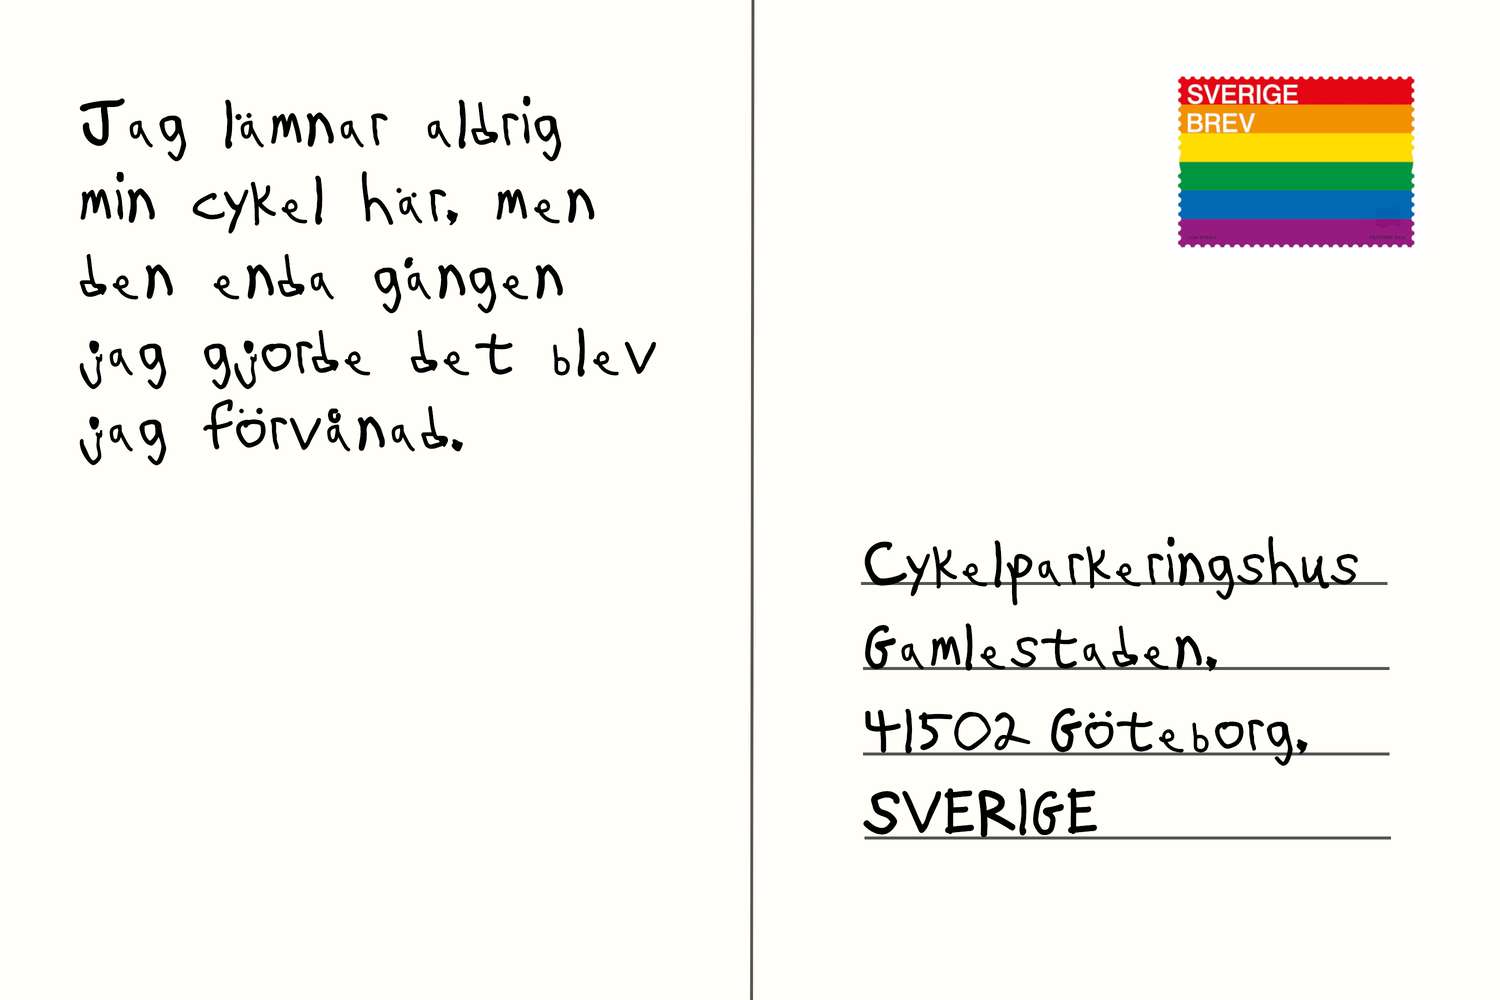 Jag lämnar aldrig
min cykel här, men
den enda gången
jag gjorde det blev
jag förvånad.
SVERIGE
BREV
Cykelparkeringshus
Gamlestaden,
41502 Göteborg,
SVERIGE